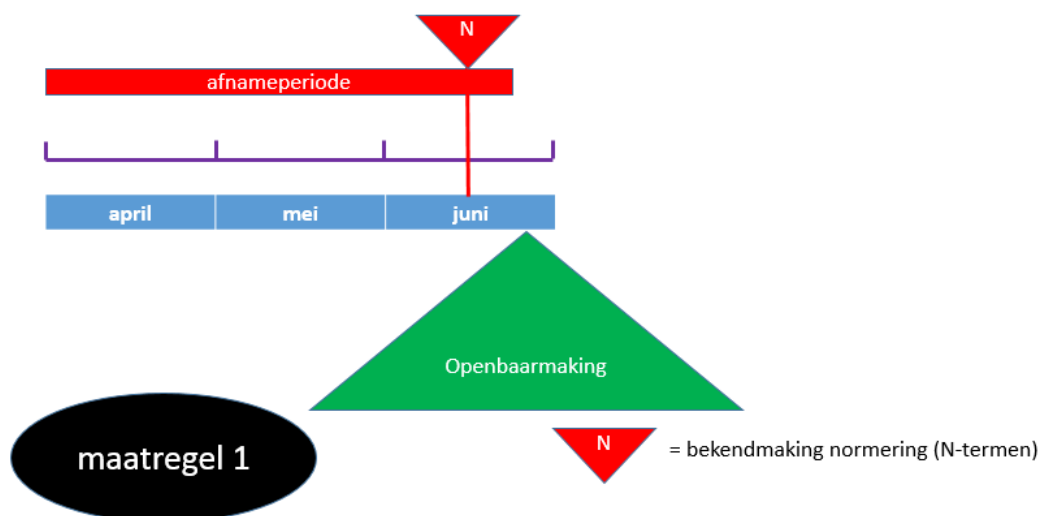 N
afnameperiode
april mei juni
Openbaarmaking
maatregel 1
N = bekendmaking normering (N-termen)